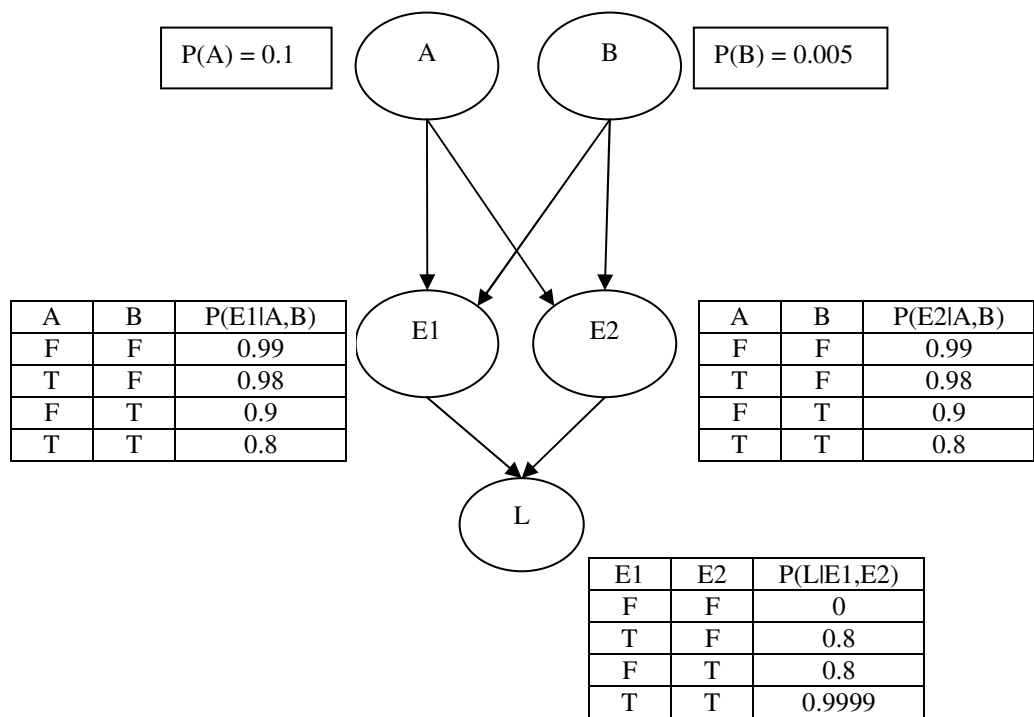 P(A) = 0.1
A
B
P(B) = 0.005
A B P(E1|A,B)
F F 0.99
T F 0.98
F T 0.9
T T 0.8
E1
E2
A B P(E2|A,B)
F F 0.99
T F 0.98
F T 0.9
T T 0.8
L
E1 E2 P(L|E1,E2)
F F 0
T F 0.8
F T 0.8
T T 0.9999